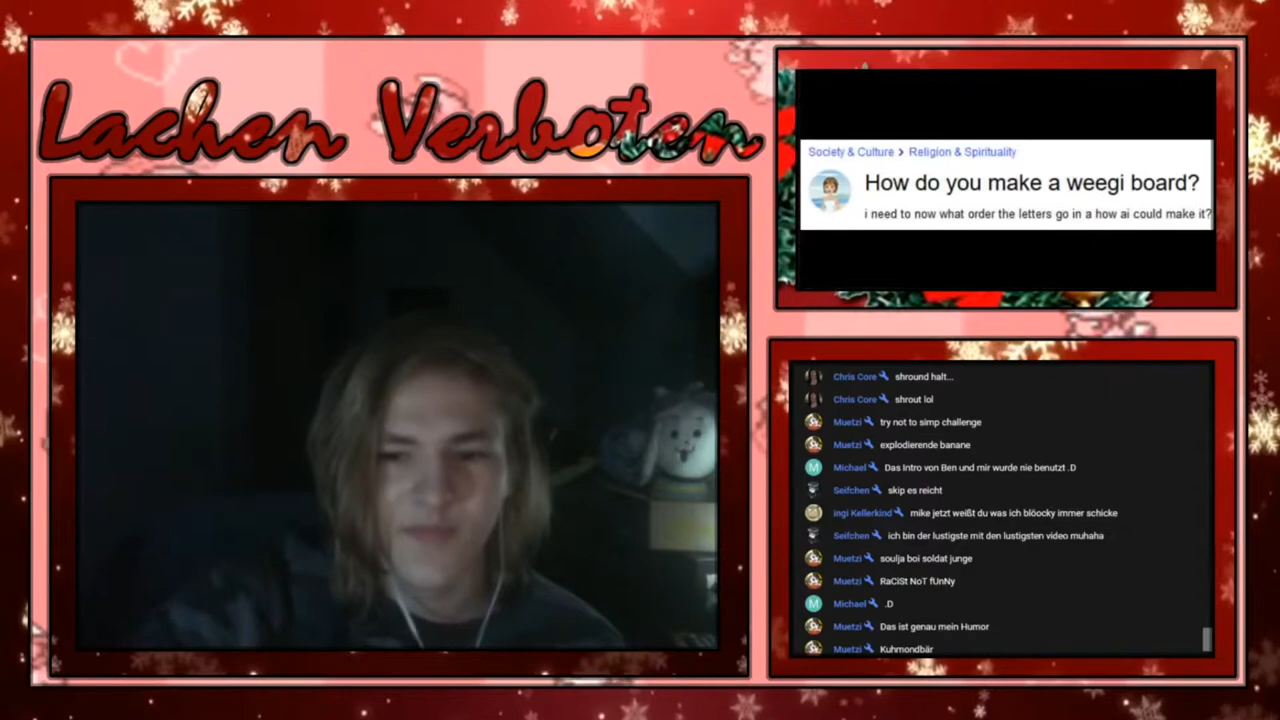 Lachen Verboten
Society & Culture > Religion & Spirituality
How do you make a weegi board?
i need to now what order the letters go in a how ai could make it?
Chris Core shround halt...
Chris Core shrout lol
Muetzi try not to simp challenge
Muetzi explodierende banane
M Michael Das Intro von Ben und mir wurde nie benutzt .D
Seifchen skip es reicht
ingi Kellerkind mike jetzt weißt du was ich blöocky immer schicke
Seifchen ich bin der lustigste mit den lustigsten video muhaha
Muetzi soulja boi soldat junge
Muetzi RaCiSt NoT fUnNy
M Michael .D
Muetzi Das ist genau mein Humor
Muetzi Kuhmondbär